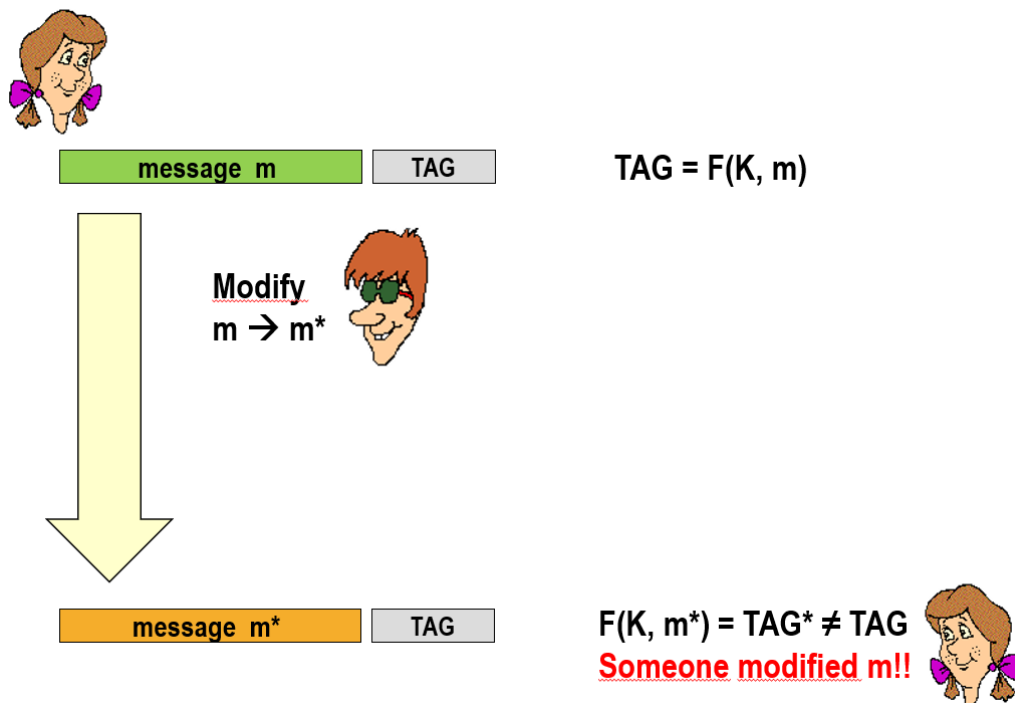 message m TAG TAG = F(K, m)
Modify
m → m*
message m* TAG
F(K, m*) = TAG* ≠ TAG
Someone modified m!!